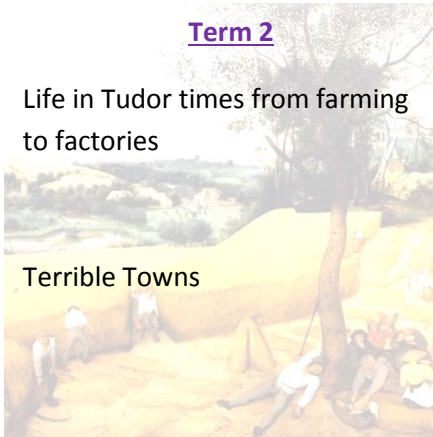 Term 2
Life in Tudor times from farming
to factories
Terrible Towns